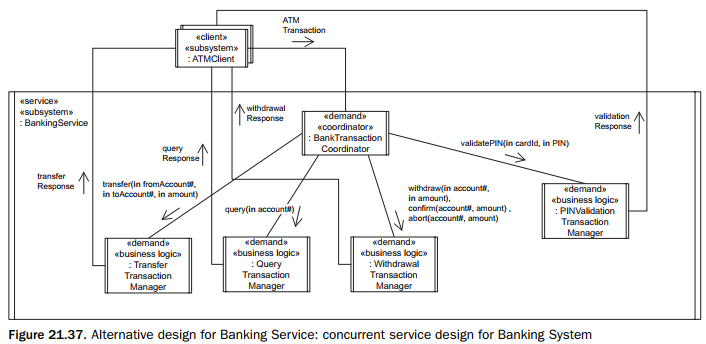 ATM
Transaction
«client»
«subsystem»
: ATMClient
«service»
«subsystem»
: BankingService
withdrawal
Response
«demand»
«coordinator»
: BankTransaction
Coordinator
validation
Response
query
Response
validatePIN(in cardId, in PIN)
transfer
Response
transfer(in fromAccount#,
in toAccount#, in amount)
query(in account#)
withdraw(in account#,
in amount),
confirm(account#, amount) ,
abort(account#, amount)
«demand»
«business logic»
: PINValidation
Transaction
Manager
«demand»
«business logic»
: Transfer
Transaction
Manager
«demand»
«business logic»
: Query
Transaction
Manager
«demand»
«business logic»
: Withdrawal
Transaction
Manager
Figure 21.37. Alternative design for Banking Service: concurrent service design for Banking System